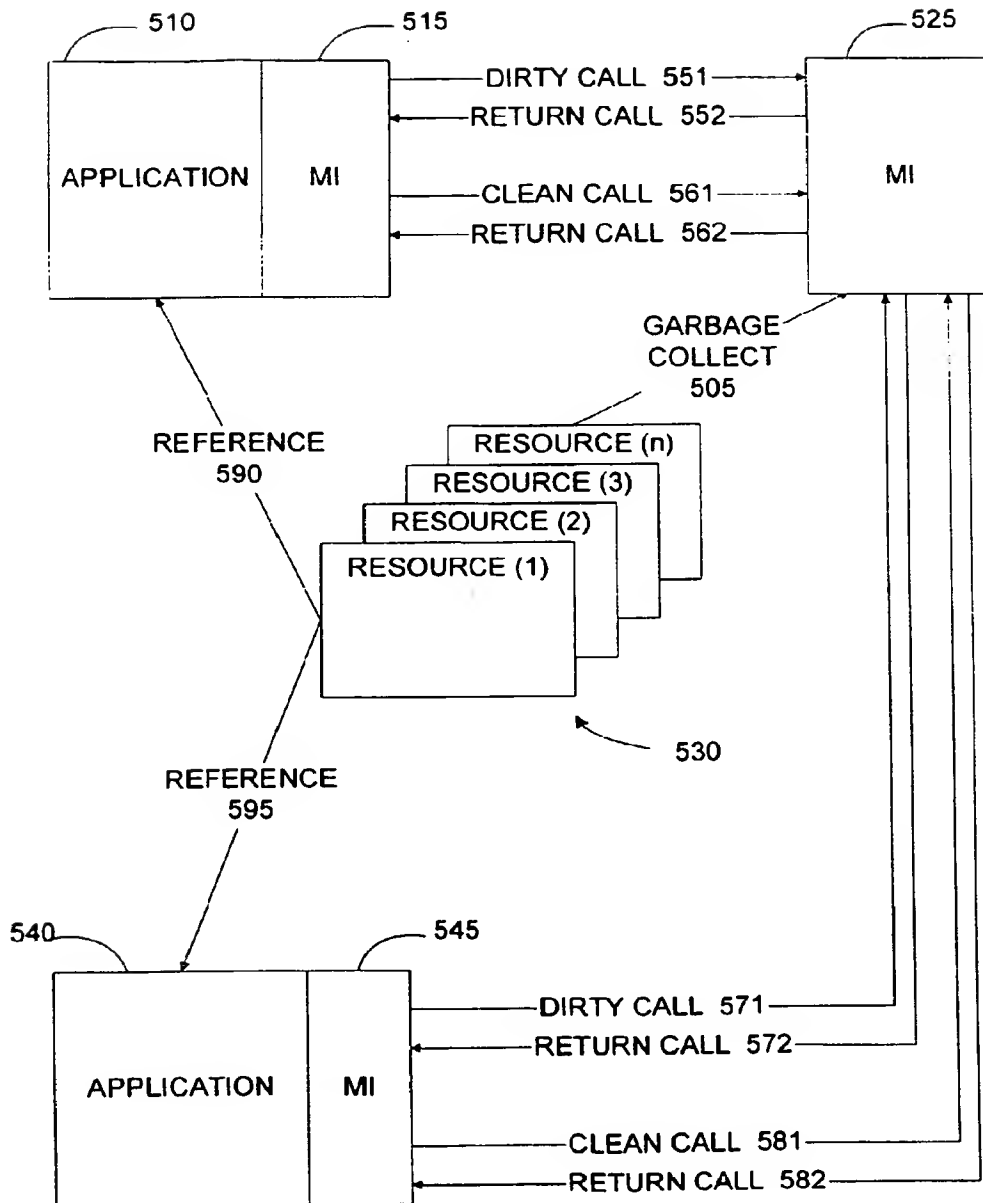 510
515
525
DIRTY CALL 551
RETURN CALL 552
APPLICATION
MI
MI
CLEAN CALL 561
RETURN CALL 562
GARBAGE
COLLECT
505
REFERENCE
590
RESOURCE (n)
RESOURCE (3)
RESOURCE (2)
RESOURCE (1)
530
REFERENCE
595
540
545
DIRTY CALL 571
RETURN CALL 572
APPLICATION
MI
CLEAN CALL 581
RETURN CALL 582